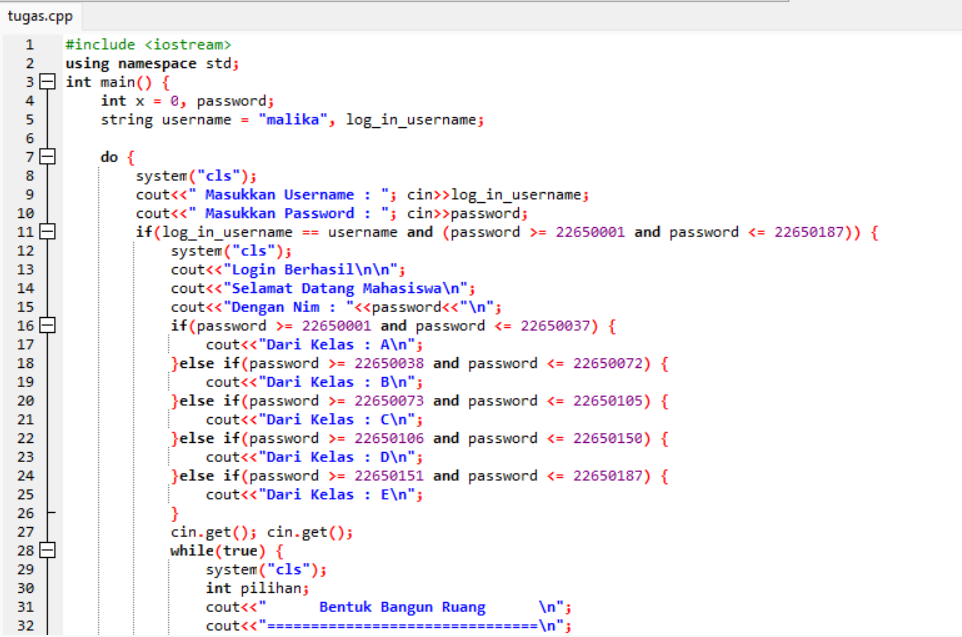 tugas.cpp
1 #include <iostream>
2 using namespace std;
3 int main() {
4 int x = 0, password;
5 string username = "malika", log_in_username;
6
7 do {
8 system("cls");
9 cout<<" Masukkan Username : "; cin>>log_in_username;
10 cout<<" Masukkan Password : "; cin>>password;
11 if(log_in_username == username and (password >= 22650001 and password <= 22650187)) {
12 system("cls");
13 cout<<"Login Berhasil\n\n";
14 cout<<"Selamat Datang Mahasiswa\n";
15 cout<<"Dengan Nim : "<<password<<"\n";
16 if(password >= 22650001 and password <= 22650037) {
17 cout<<"Dari Kelas : A\n";
18 }else if(password >= 22650038 and password <= 22650072) {
19 cout<<"Dari Kelas : B\n";
20 }else if(password >= 22650073 and password <= 22650105) {
21 cout<<"Dari Kelas : C\n";
22 }else if(password >= 22650106 and password <= 22650150) {
23 cout<<"Dari Kelas : D\n";
24 }else if(password >= 22650151 and password <= 22650187) {
25 cout<<"Dari Kelas : E\n";
26 }
27 cin.get(); cin.get();
28 while(true) {
29 system("cls");
30 int pilihan;
31 cout<<"      Bentuk Bangun Ruang      \n";
32 cout<<"===============================\n";